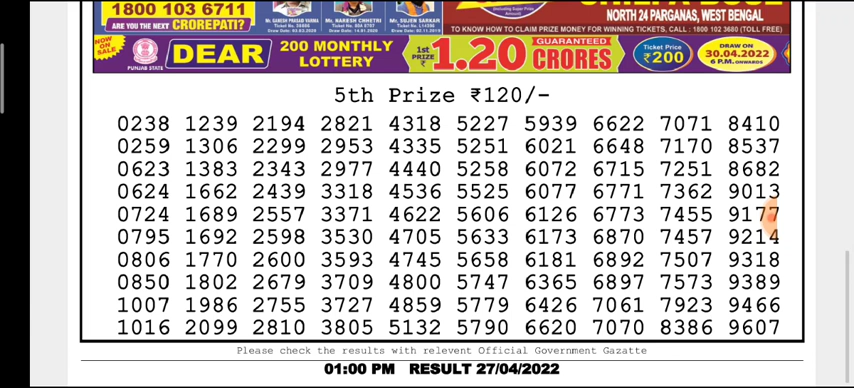 1800 103 6711
ARE YOU THE NEXT CROREPATI?
NORTH 24 PARGANAS, WEST BENGAL
TO KNOW HOW TO CLAIM PRIZE MONEY FOR WINNING TICKETS, CALL : 1800 102 3680 (TOLL FREE)
NOW ON SALE
PUNJAB STATE
DEAR
200 MONTHLY
LOTTERY
1st
PRIZE
₹
1.20
GUARANTEED
CRORES
Ticket Price
₹200
DRAW ON
30.04.2022
6 P.M. ONWARDS
5th Prize ₹120/-
0238 1239 2194 2821 4318 5227 5939 6622 7071 8410
0259 1306 2299 2953 4335 5251 6021 6648 7170 8537
0623 1383 2343 2977 4440 5258 6072 6715 7251 8682
0624 1662 2439 3318 4536 5525 6077 6771 7362 9013
0724 1689 2557 3371 4622 5606 6126 6773 7455 9177
0795 1692 2598 3530 4705 5633 6173 6870 7457 9214
0806 1770 2600 3593 4745 5658 6181 6892 7507 9318
0850 1802 2679 3709 4800 5747 6365 6897 7573 9389
1007 1986 2755 3727 4859 5779 6426 7061 7923 9466
1016 2099 2810 3805 5132 5790 6620 7070 8386 9607
Please check the results with relevent Official Government Gazatte
01:00 PM RESULT 27/04/2022